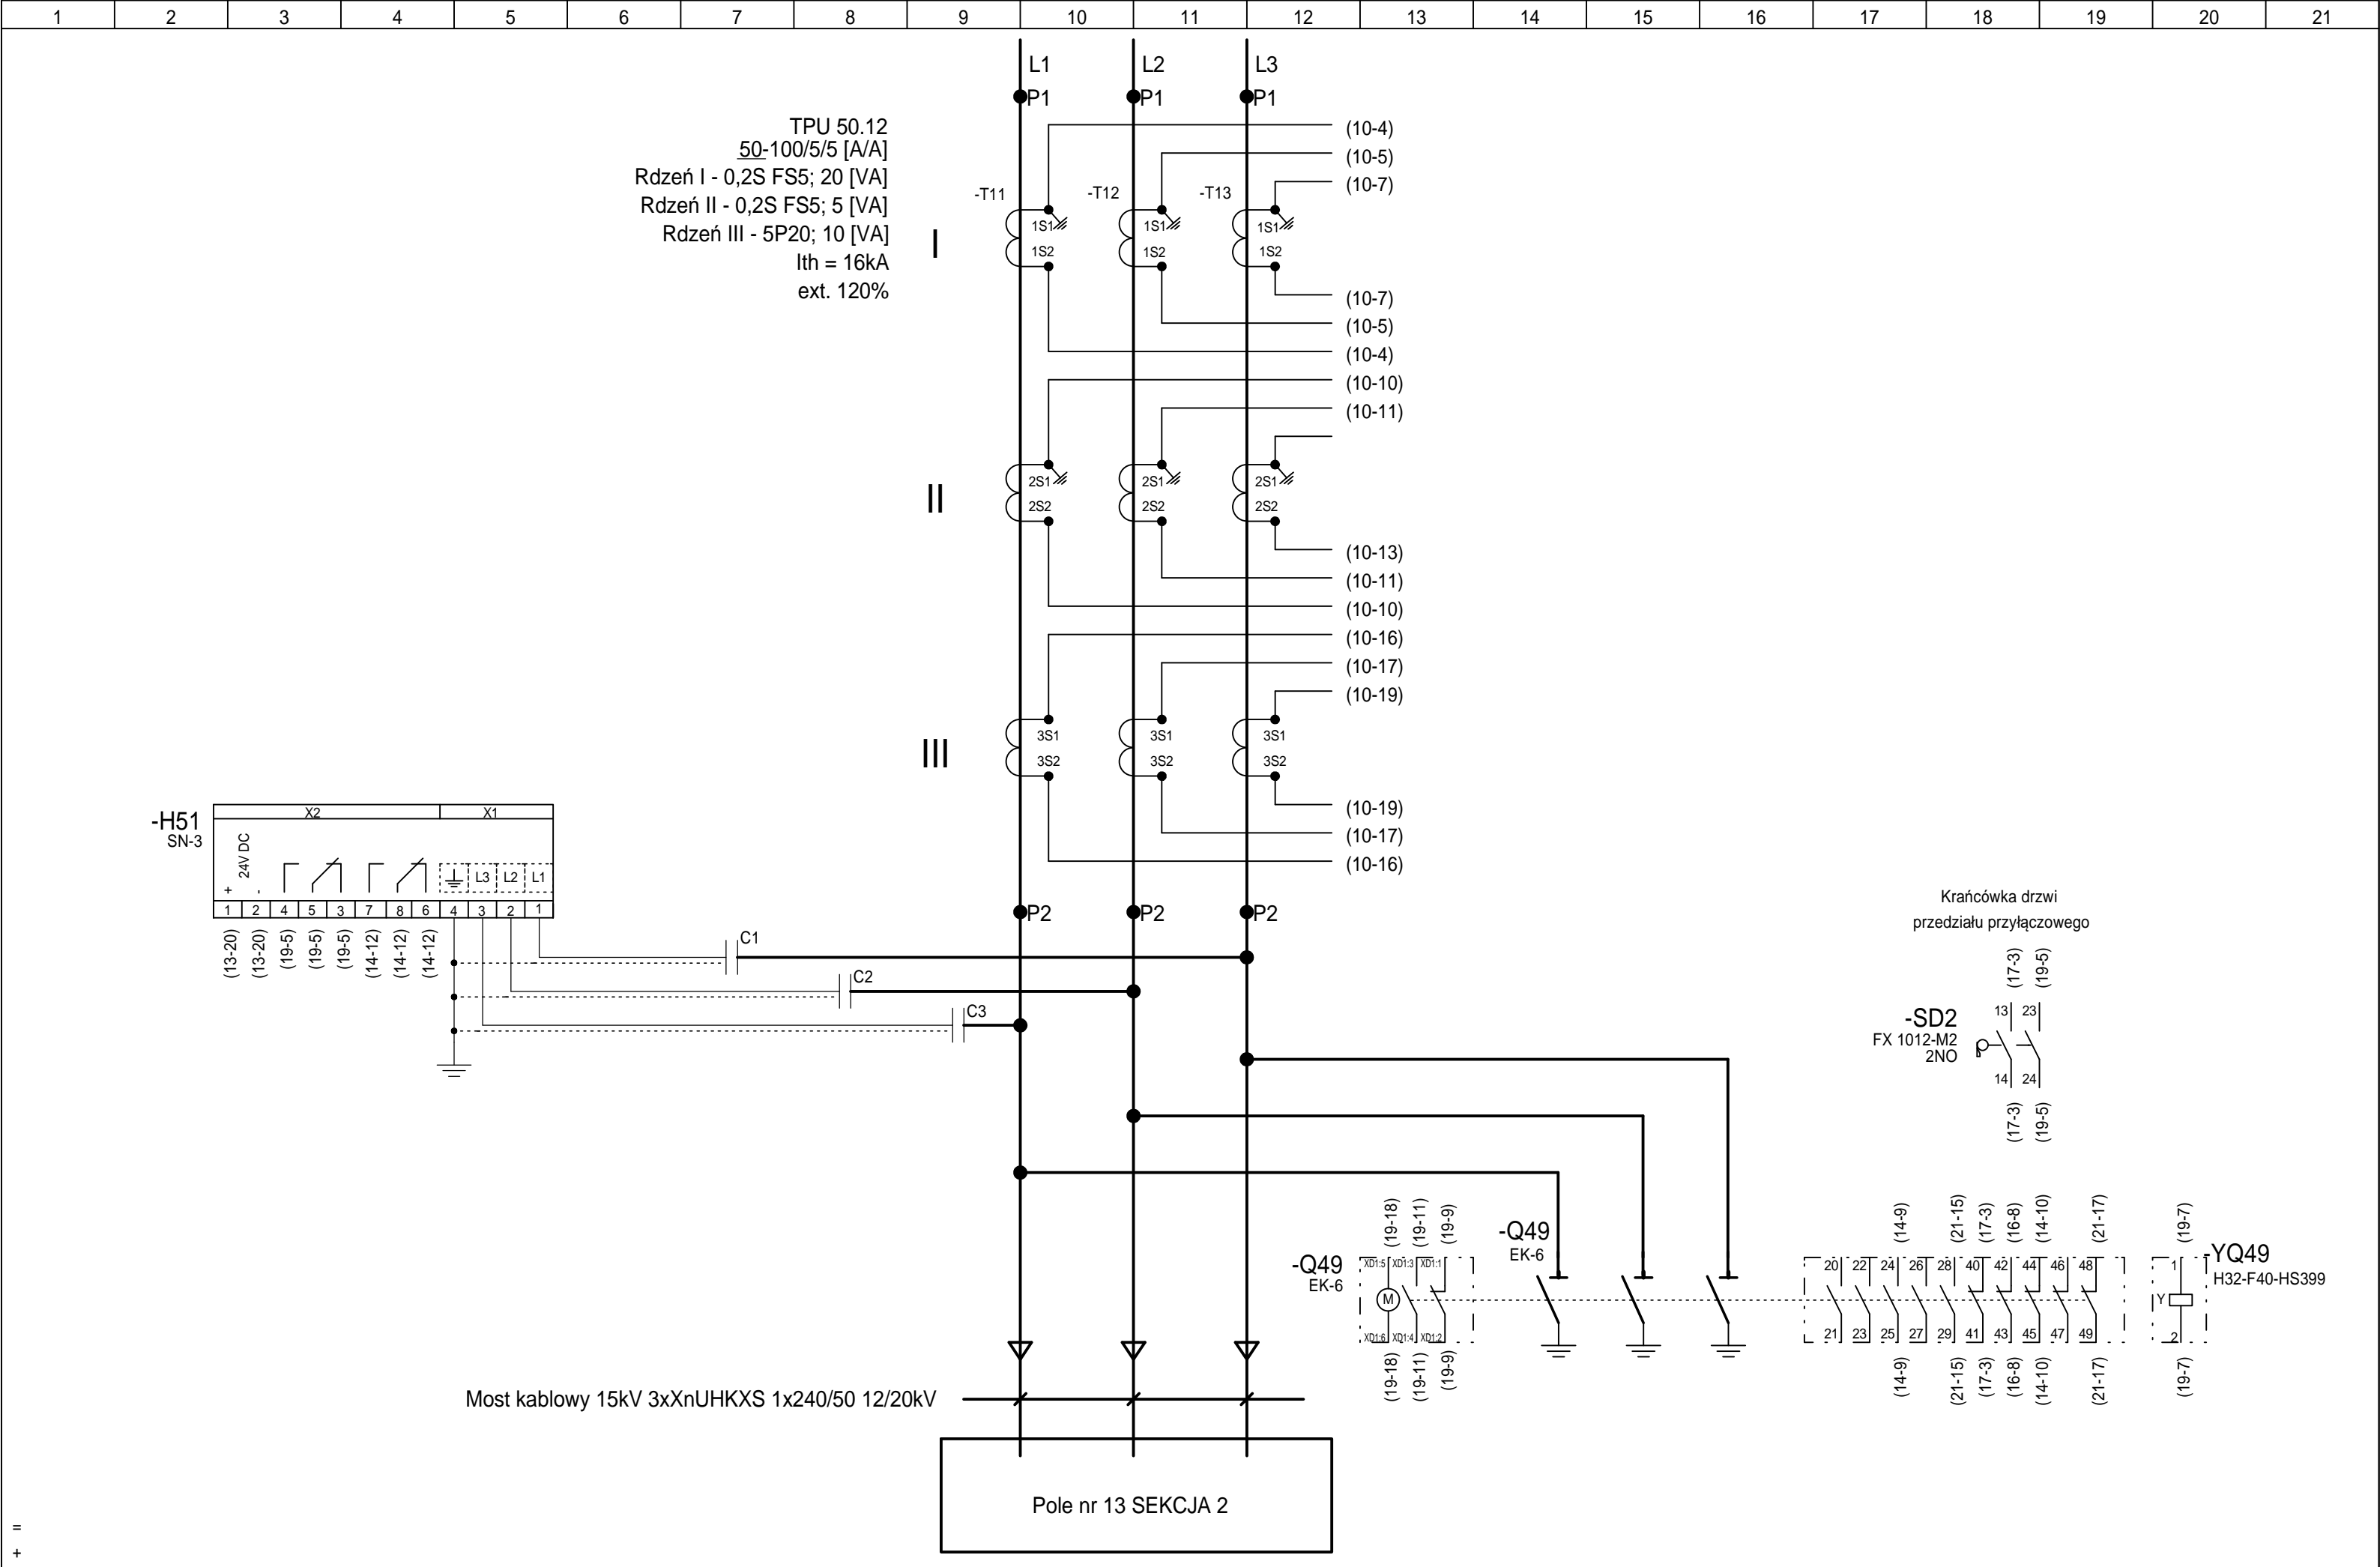 1 2 3 4 5 6 7 8 9 10 11 12 13 14 15 16 17 18 19 20 21
L1 L2 L3
P1 P1 P1
TPU 50.12
50-100/5/5 [A/A]
Rdzeń I - 0,2S FS5; 20 [VA]
Rdzeń II - 0,2S FS5; 5 [VA]
Rdzeń III - 5P20; 10 [VA]
Ith = 16kA
ext. 120%
(10-4)
(10-5)
(10-7)
-T11 -T12 -T13
I
1S1 1S1 1S1
1S2 1S2 1S2
(10-7)
(10-5)
(10-4)
(10-10)
(10-11)
II
2S1 2S1 2S1
2S2 2S2 2S2
(10-13)
(10-11)
(10-10)
(10-16)
(10-17)
(10-19)
III
3S1 3S1 3S1
3S2 3S2 3S2
(10-19)
(10-17)
(10-16)
P2 P2 P2
-H51
SN-3
X2 X1
24V DC
+ -
L3 L2 L1
1 2 4 5 3 7 8 6 4 3 2 1
(13-20) (13-20) (19-5) (19-5) (19-5) (14-12) (14-12) (14-12)
C1
C2
C3
Krańcówka drzwi
przedziału przyłączowego
(17-3) (19-5)
13 23
-SD2
FX 1012-M2
2NO
14 24
(17-3) (19-5)
(19-18) (19-11) (19-9)
-Q49
EK-6
XD1:5 XD1:3 XD1:1
M
XD1:6 XD1:4 XD1:2
(19-18) (19-11) (19-9)
-Q49
EK-6
(14-9) (21-15) (17-3) (16-8) (14-10) (21-17)
20 22 24 26 28 40 42 44 46 48
21 23 25 27 29 41 43 45 47 49
(14-9) (21-15) (17-3) (16-8) (14-10) (21-17)
(19-7)
-YQ49
H32-F40-HS399
1
Y
2
(19-7)
Most kablowy 15kV 3xXnUHKXS 1x240/50 12/20kV
Pole nr 13 SEKCJA 2
=
+